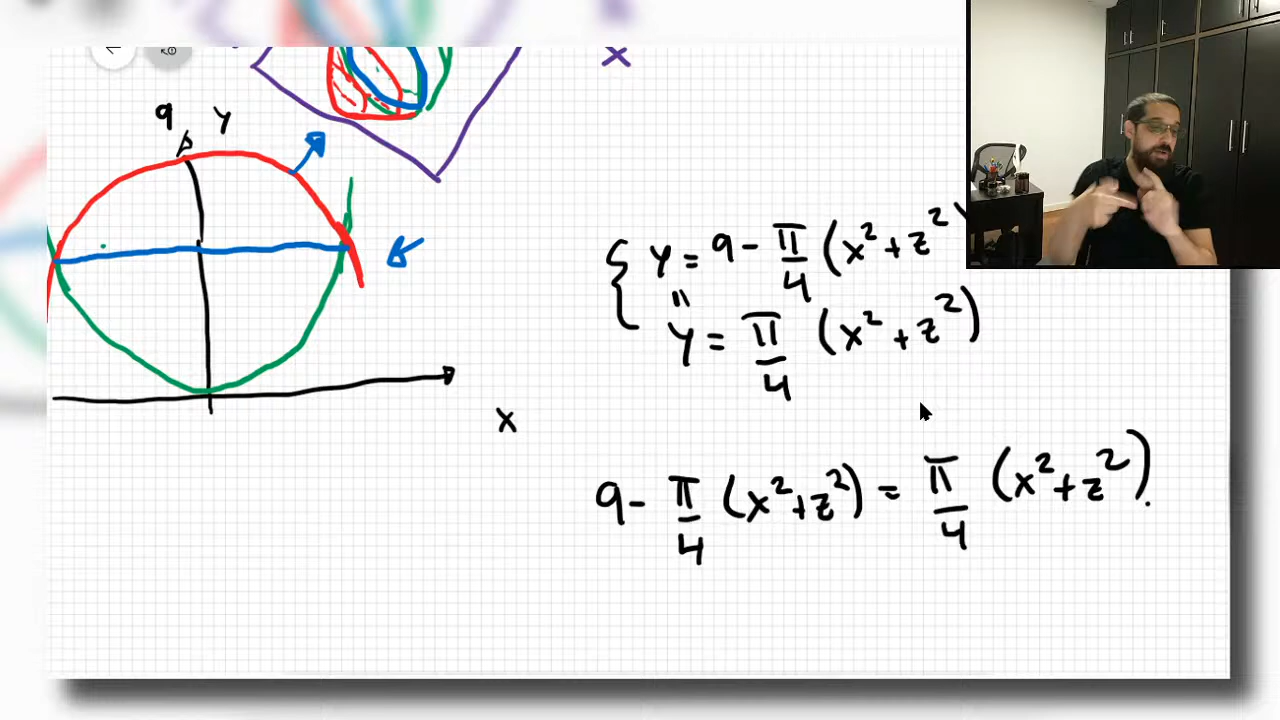 x
9 y
y = 9 - π/4 (x² + z²)
=
y = π/4 (x² + z²)
x
9 - π/4 (x² + z²) = π/4 (x² + z²).